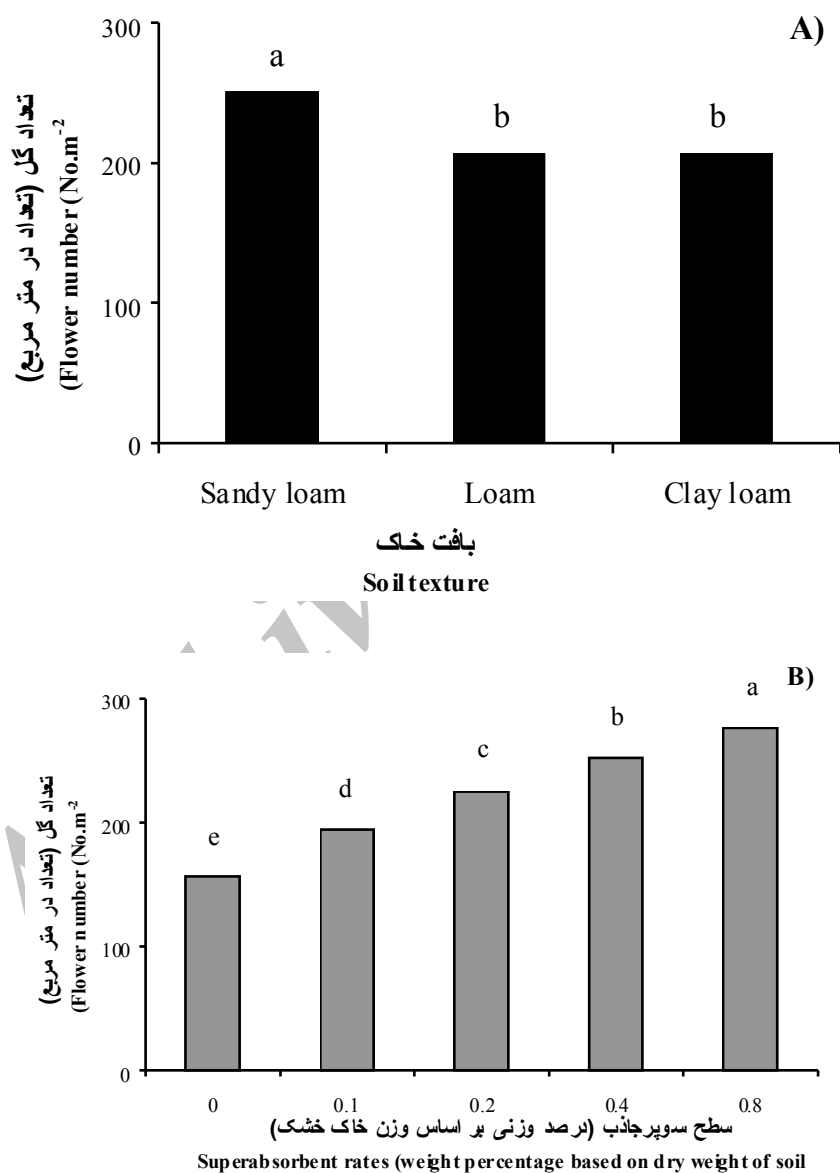 A)
300
200
100
0
a
b
b
تعداد گل (تعداد در متر مربع)
(Flower number (No.m-2
Sandy loam
Loam
Clay loam
بافت خاک
Soil texture
B)
300
200
100
0
e
d
c
b
a
تعداد گل (تعداد در متر مربع)
(Flower number (No.m-2
0
0.1
0.2
0.4
0.8
سطح سوپرجاذب (درصد وزنی بر اساس وزن خاک خشک)
Superabsorbent rates (weight percentage based on dry weight of soil